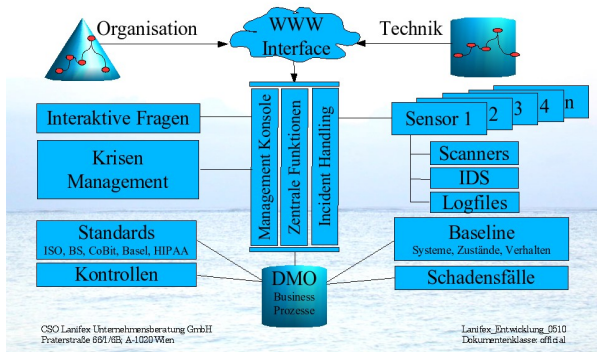 Organisation
WWW
Interface
Technik
Interaktive Fragen
Krisen
Management
Management Konsole
Zentrale Funktionen
Incident Handling
Sensor 1
2
3
4
n
Scanners
IDS
Logfiles
Standards
ISO, BS, CoBit, Basel, HIPAA
Kontrollen
DMO
Business
Prozesse
Baseline
Systeme, Zustände, Verhalten
Schadensfälle
CSO Lanifex Unternehmensberatung GmbH
Praterstraße 66/1/6B; A-1020 Wien
Lanifex_Entwicklung_0510
Dokumentenklasse: official